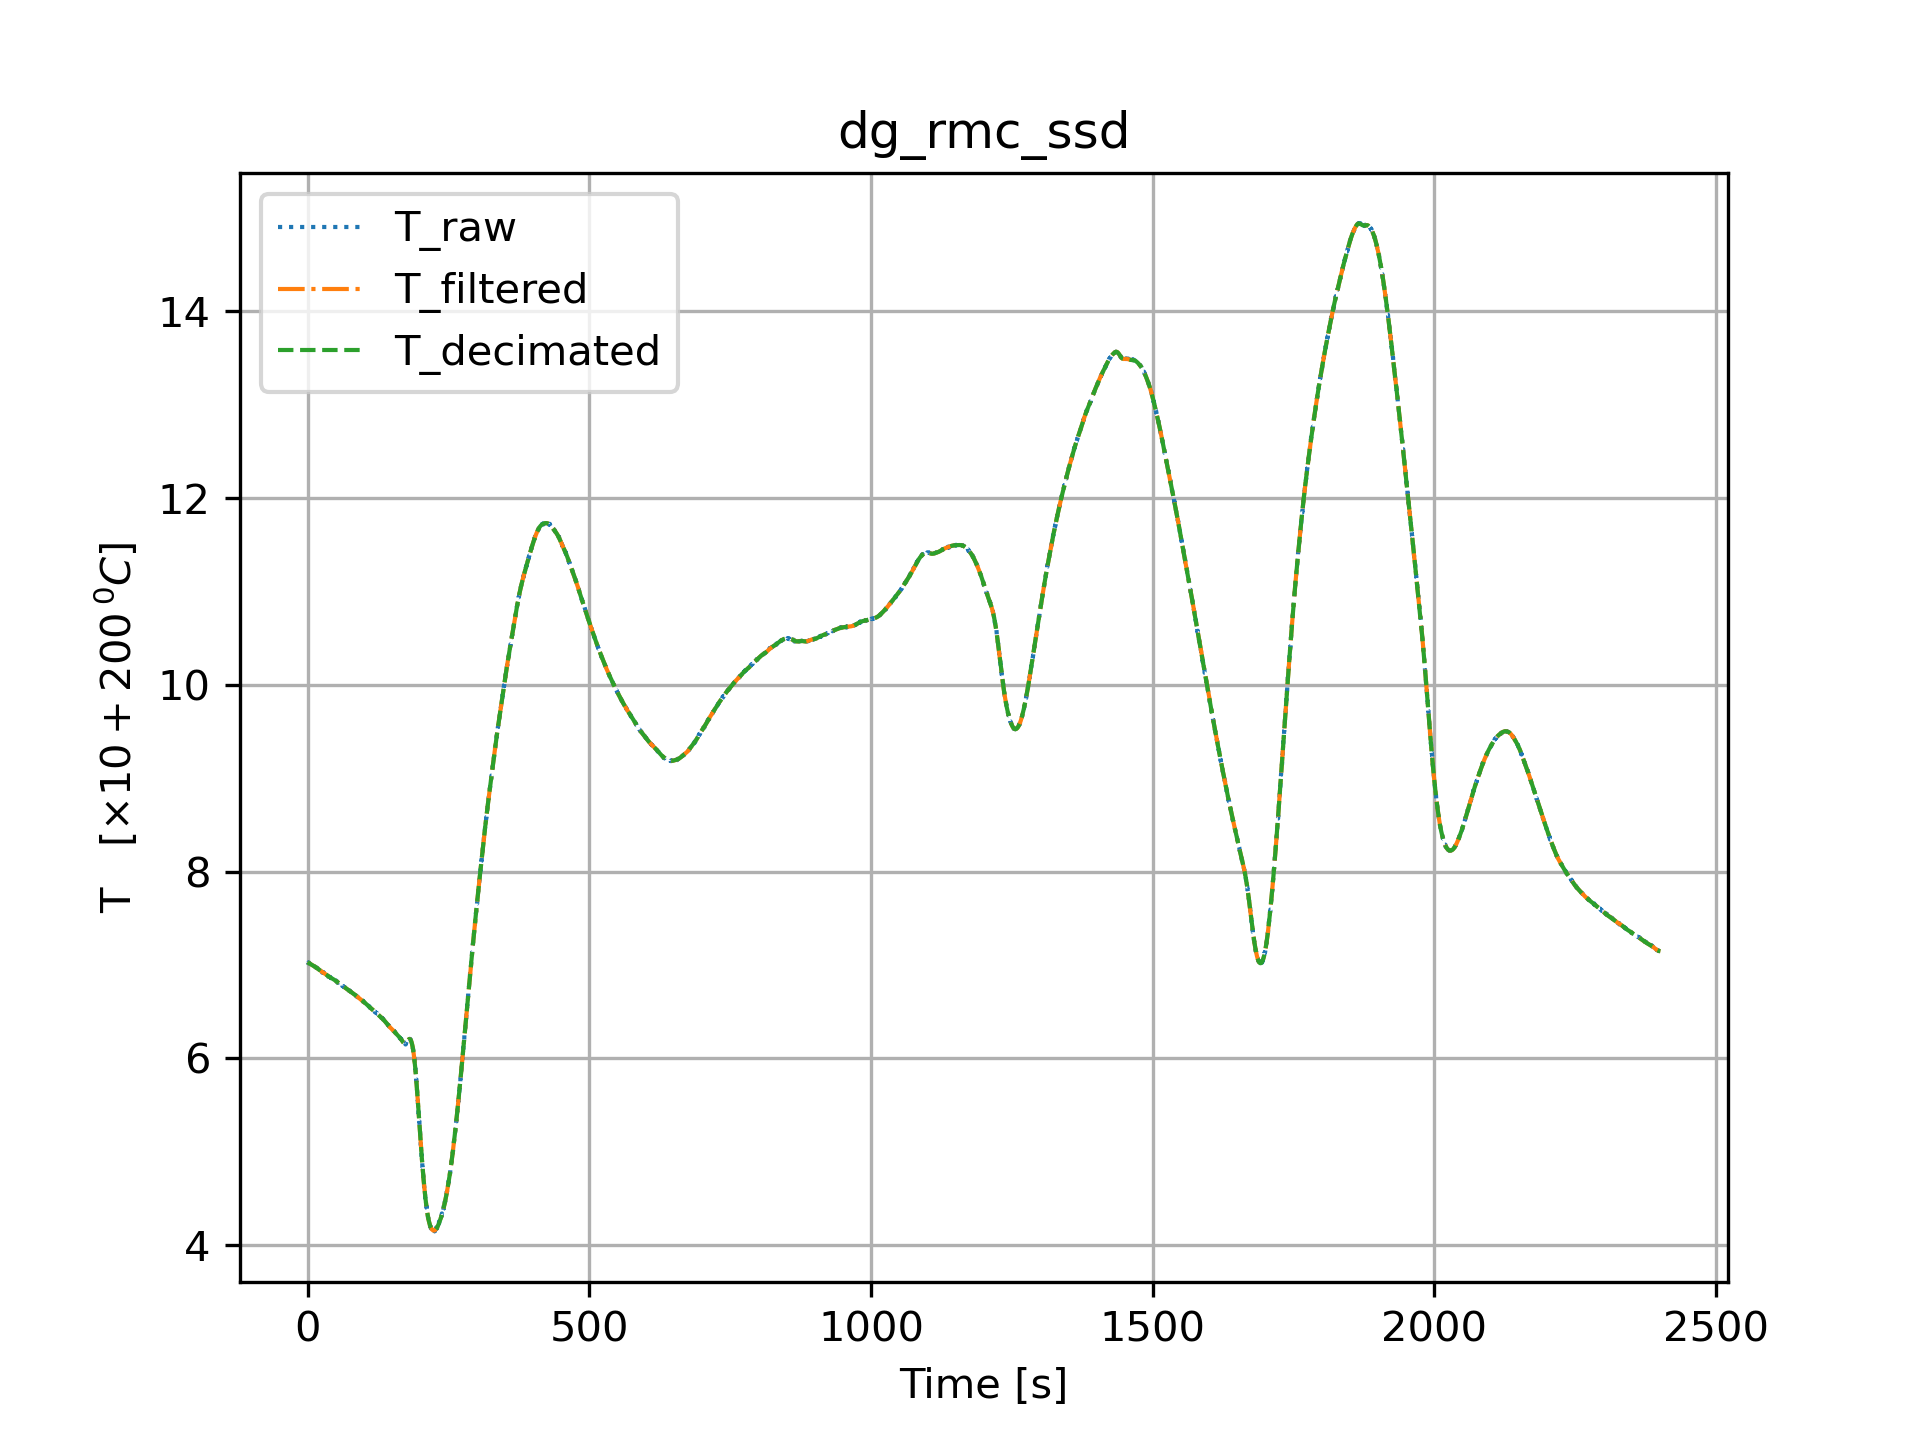 dg_rmc_ssd
T_raw
T_filtered
T_decimated
T [×10 + 200 ⁰C]
14
12
10
8
6
4
0 500 1000 1500 2000 2500
Time [s]